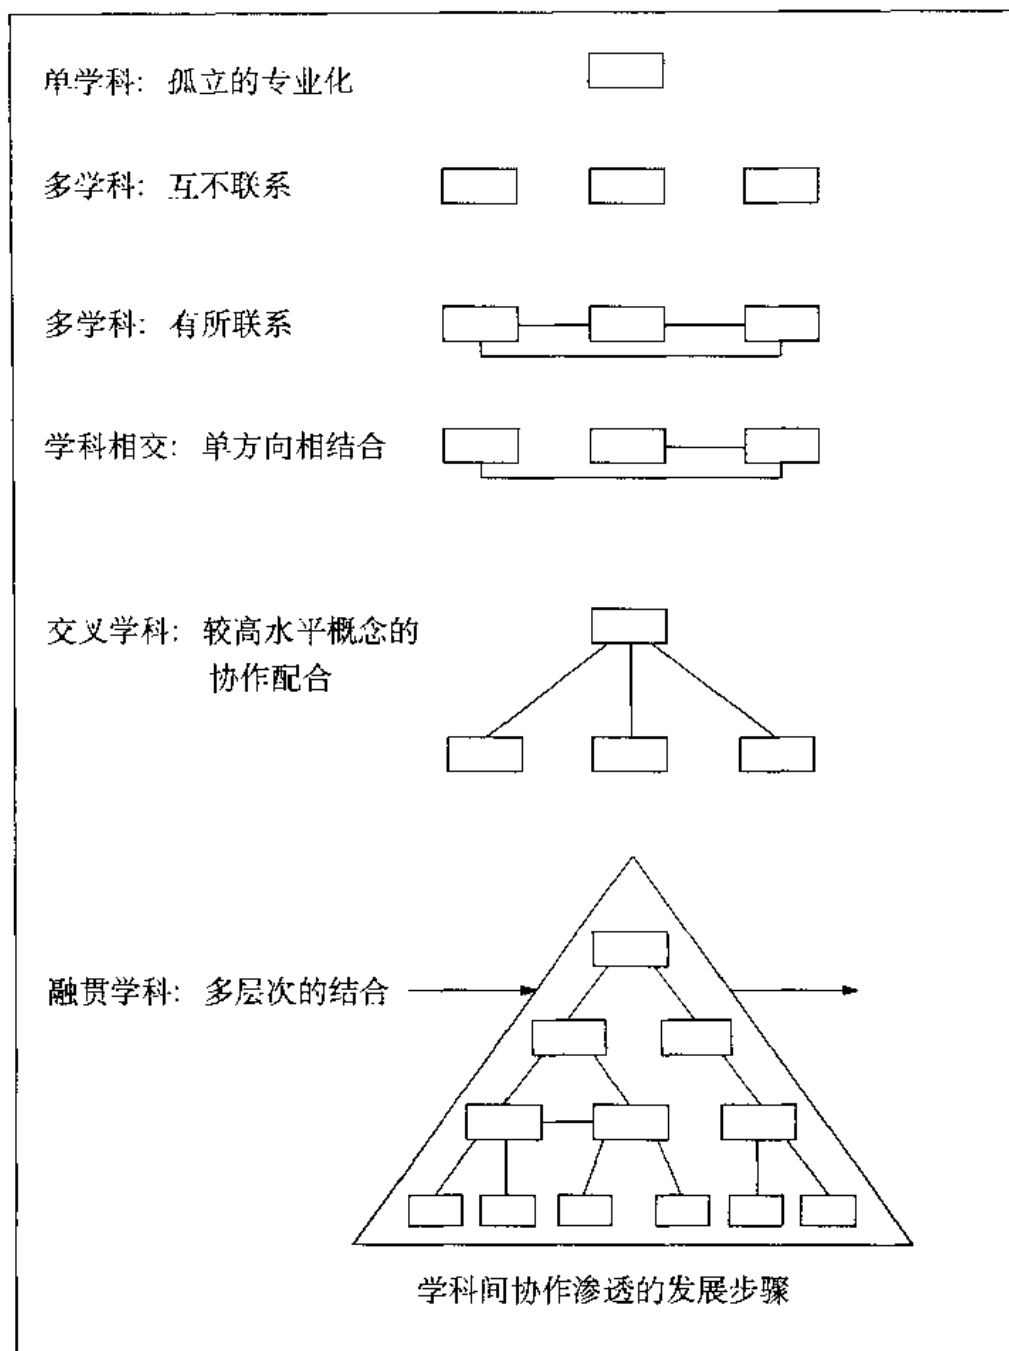 单学科：孤立的专业化
多学科：互不联系
多学科：有所联系
学科相交：单方向相结合
交叉学科：较高水平概念的
协作配合
融贯学科：多层次的结合
学科间协作渗透的发展步骤